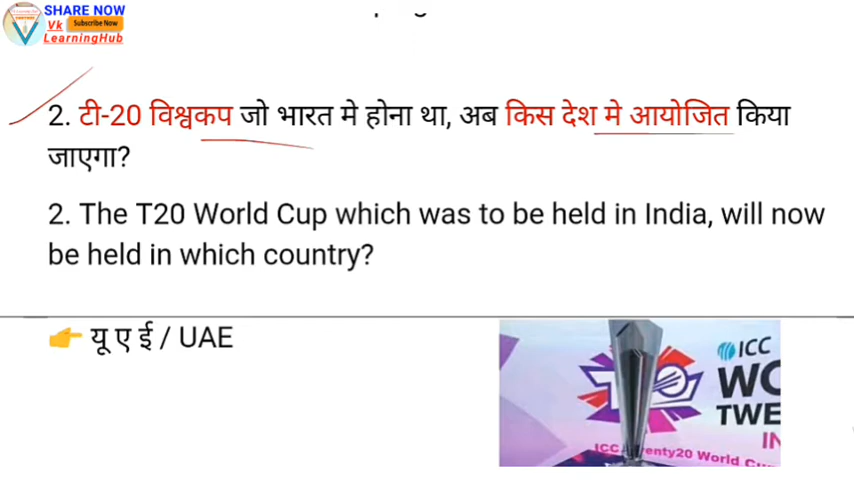 SHARE NOW
Vk
Subscribe Now
LearningHub
2. टी-20 विश्वकप जो भारत मे होना था, अब किस देश मे आयोजित किया
जाएगा?
2. The T20 World Cup which was to be held in India, will now
be held in which country?
👉 यू ए ई / UAE
ICC
WO
TWE
IN
World Cu